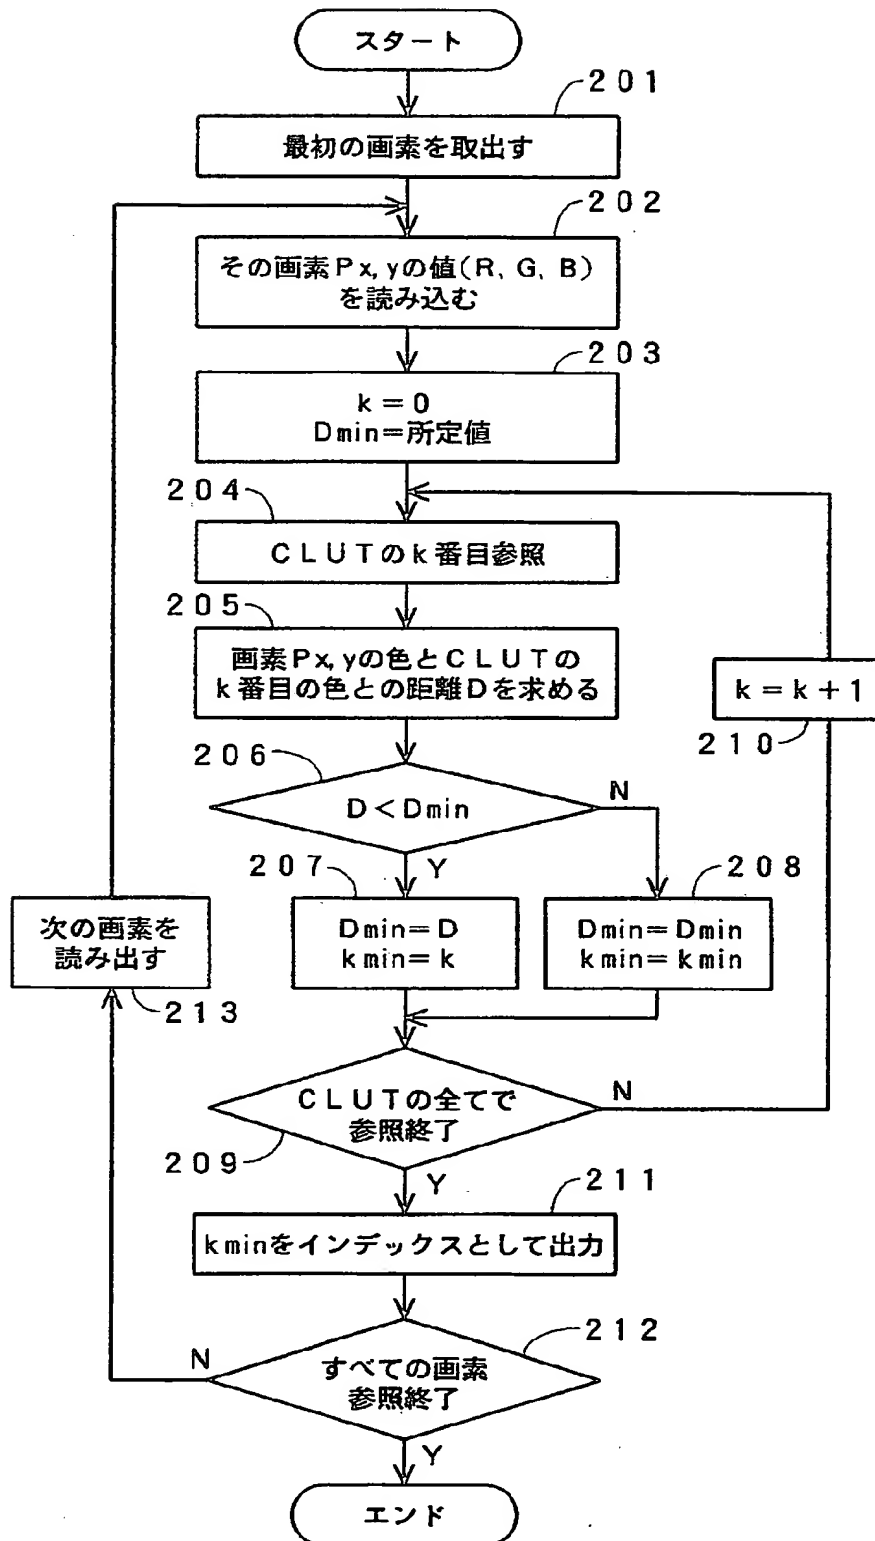 スタート
201
最初の画素を取出す
202
その画素Px,yの値(R、G、B)
を読み込む
203
k=0
Dmin=所定値
204
CLUTのk番目参照
205
画素Px,yの色とCLUTの
k番目の色との距離Dを求める
k=k+1
210
206
D<Dmin
N
Y
207
Dmin=D
kmin=k
208
Dmin=Dmin
kmin=kmin
次の画素を
読み出す
213
CLUTの全てで
参照終了
N
209
Y
211
kminをインデックスとして出力
212
すべての画素
参照終了
N
Y
エンド